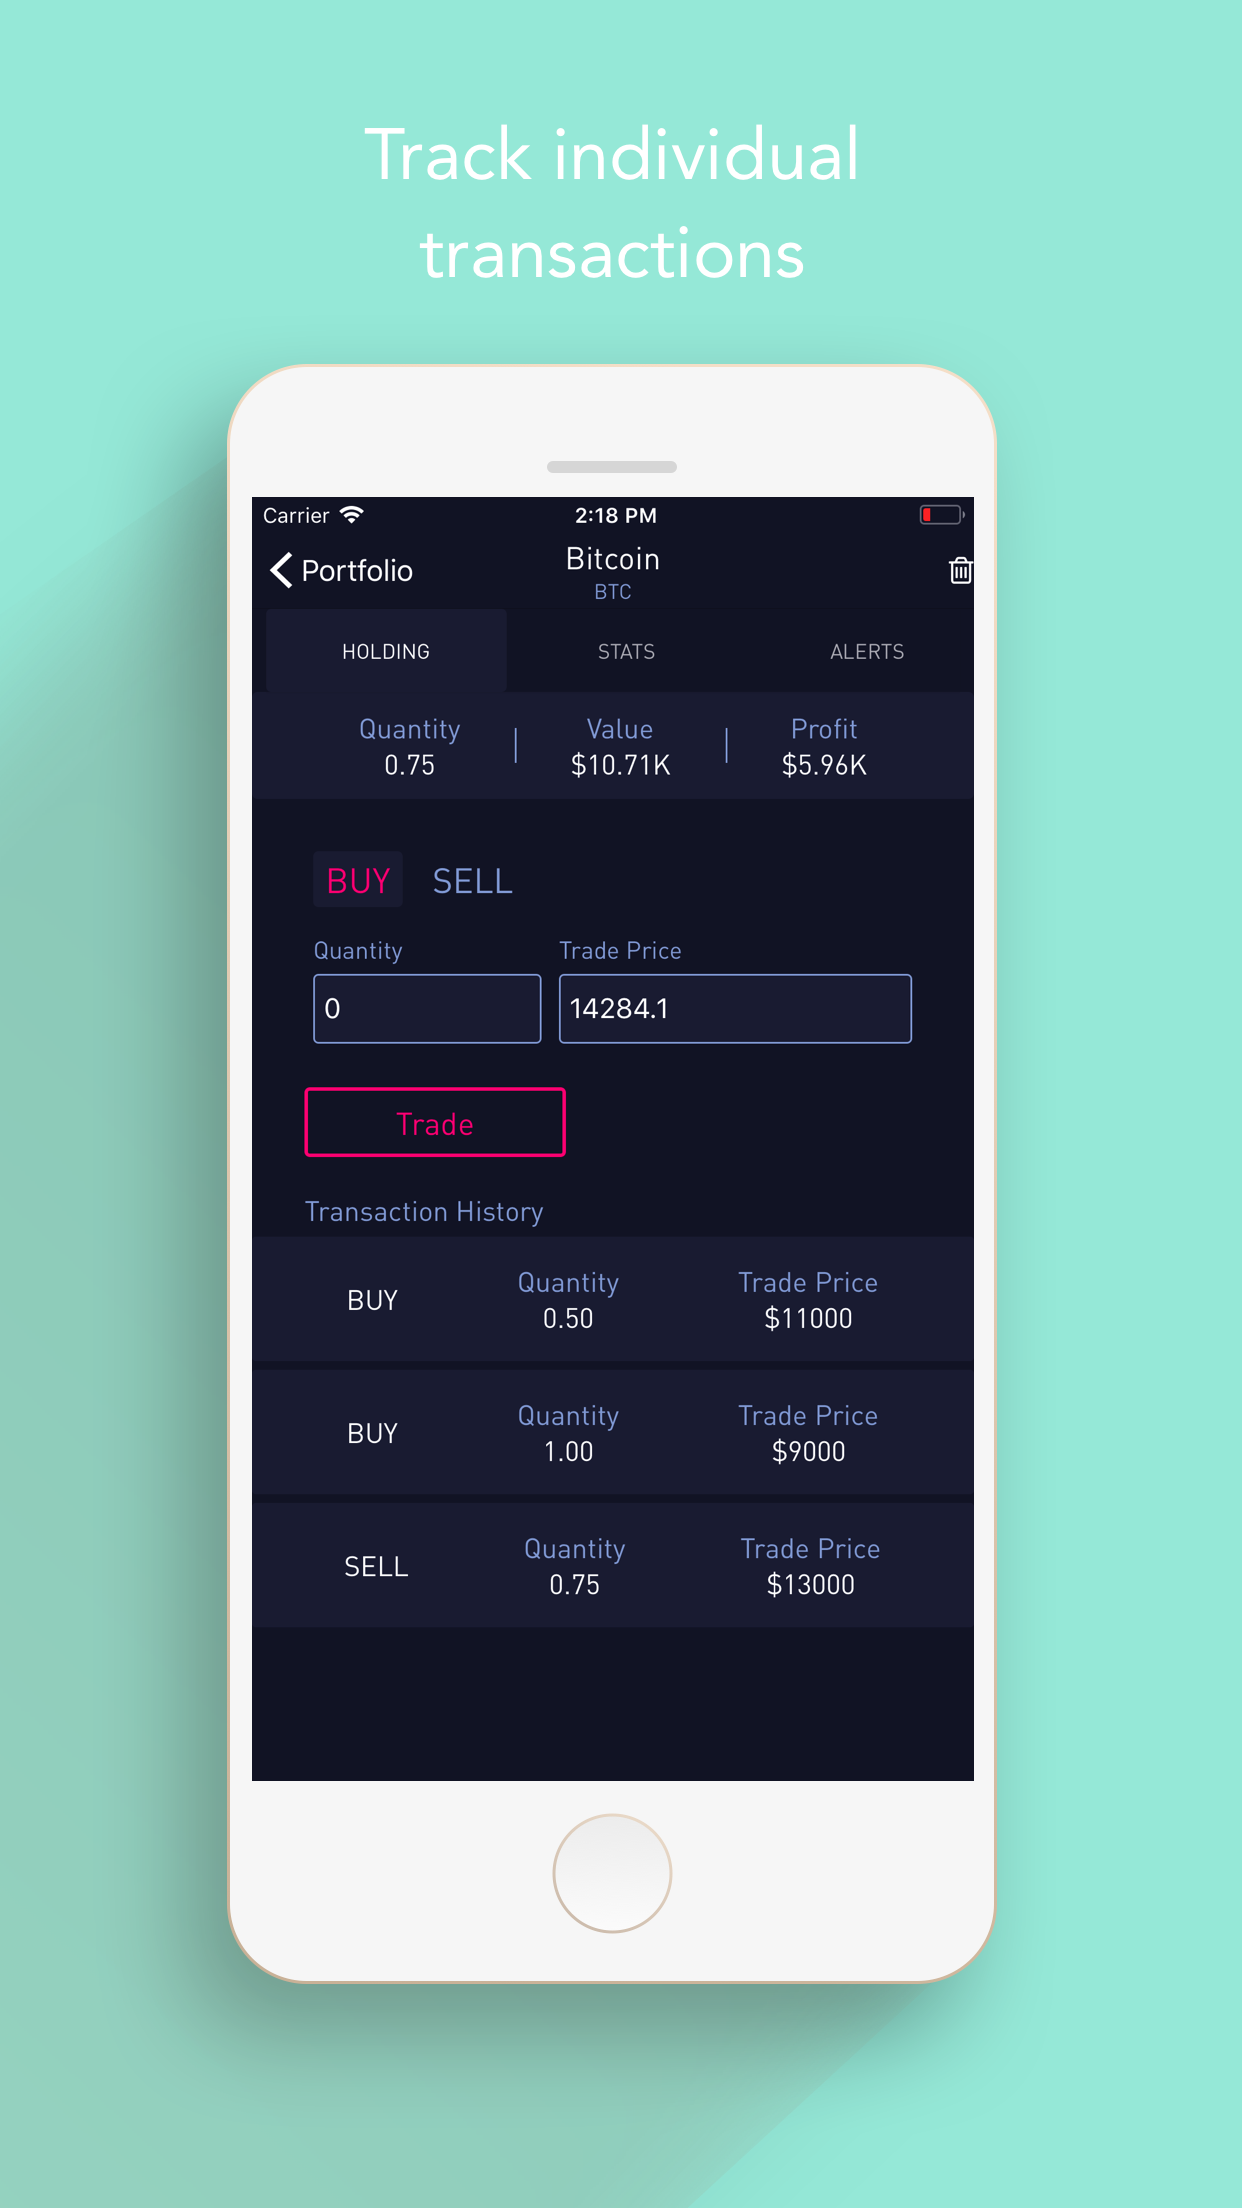 Track individual
transactions
Carrier 2:18 PM
Portfolio
Bitcoin
BTC
HOLDING STATS ALERTS
Quantity Value Profit
0.75 $10.71K $5.96K
BUY SELL
Quantity Trade Price
0 14284.1
Trade
Transaction History
Quantity Trade Price
BUY
0.50 $11000
Quantity Trade Price
BUY
1.00 $9000
Quantity Trade Price
SELL
0.75 $13000